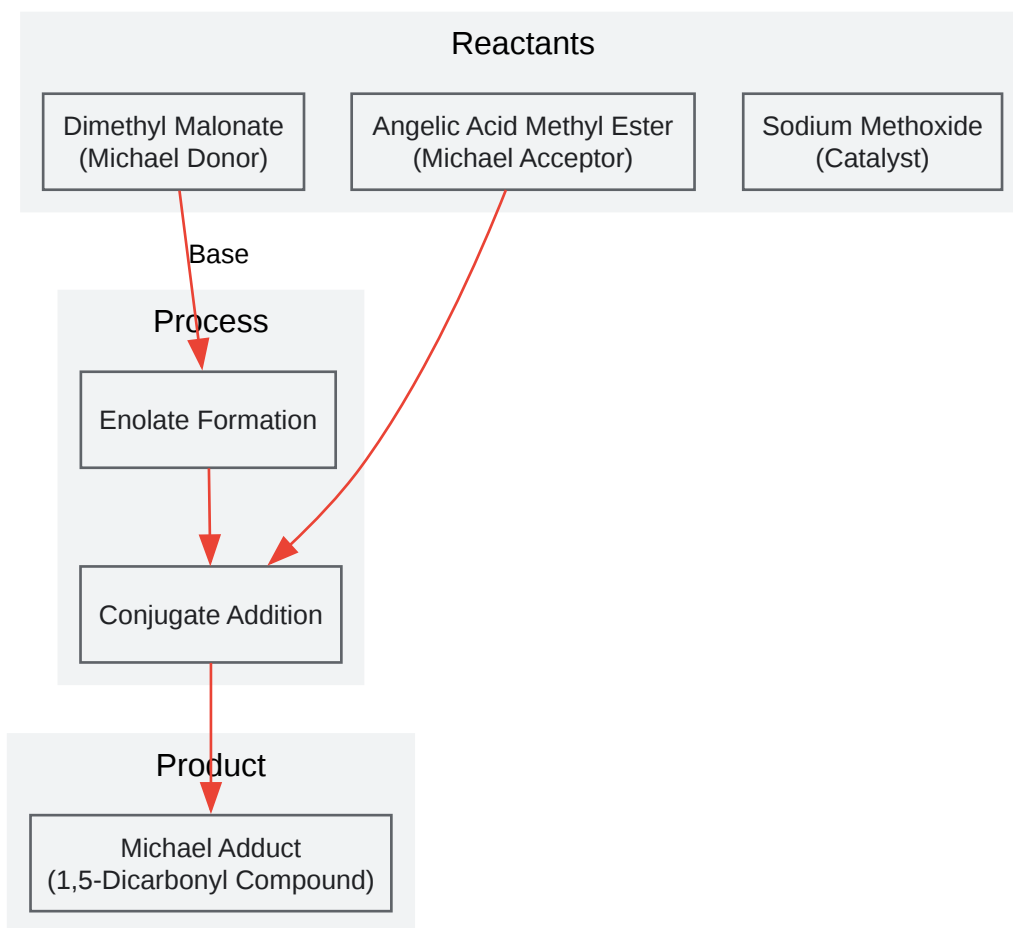 Reactants
Dimethyl Malonate
(Michael Donor)
Angelic Acid Methyl Ester
(Michael Acceptor)
Sodium Methoxide
(Catalyst)
Base
Process
Enolate Formation
Conjugate Addition
Product
Michael Adduct
(1,5-Dicarbonyl Compound)